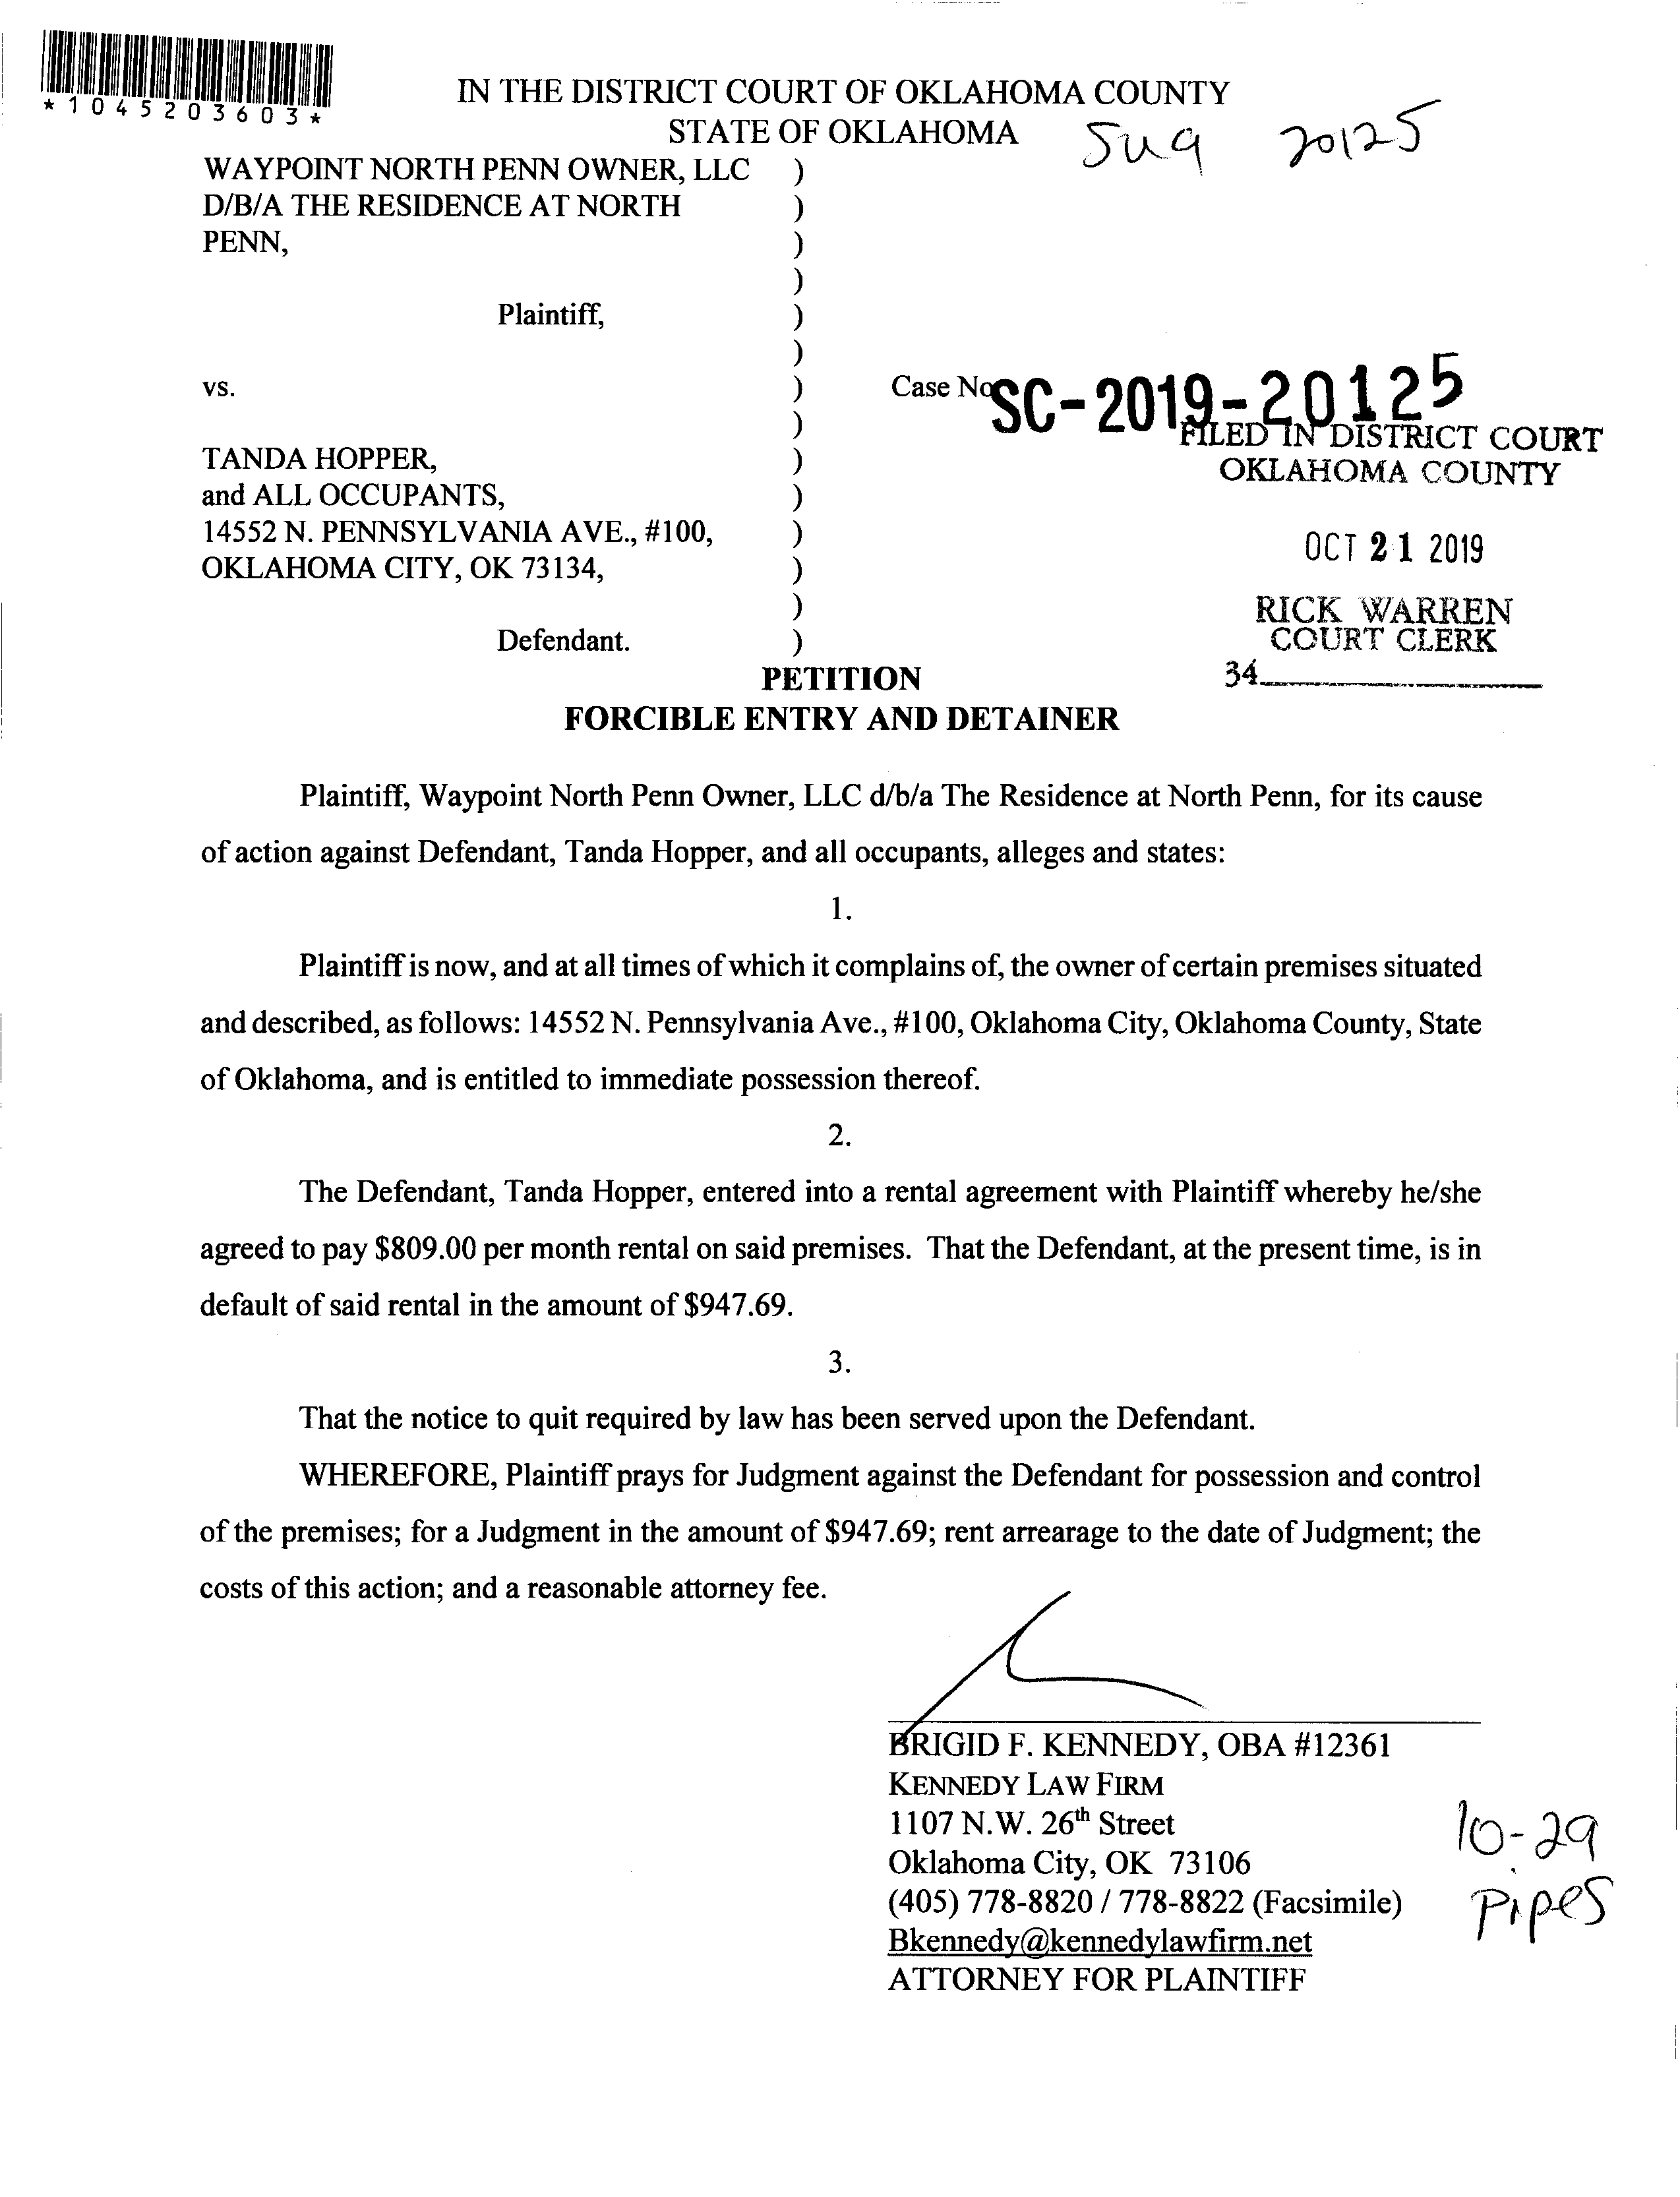 *1045203603*
IN THE DISTRICT COURT OF OKLAHOMA COUNTY
STATE OF OKLAHOMA
20125
WAYPOINT NORTH PENN OWNER, LLC )
D/B/A THE RESIDENCE AT NORTH )
PENN, )
)
Plaintiff, )
)
vs. ) Case No. SC-2019-20125
)
FILED IN DISTRICT COURT
TANDA HOPPER, )
OKLAHOMA COUNTY
and ALL OCCUPANTS, )
14552 N. PENNSYLVANIA AVE., #100, )
OCT 21 2019
OKLAHOMA CITY, OK 73134, )
)
RICK WARREN
Defendant. )
COURT CLERK
PETITION
34
FORCIBLE ENTRY AND DETAINER
Plaintiff, Waypoint North Penn Owner, LLC d/b/a The Residence at North Penn, for its cause
of action against Defendant, Tanda Hopper, and all occupants, alleges and states:
1.
Plaintiff is now, and at all times of which it complains of, the owner of certain premises situated
and described, as follows: 14552 N. Pennsylvania Ave., #100, Oklahoma City, Oklahoma County, State
of Oklahoma, and is entitled to immediate possession thereof.
2.
The Defendant, Tanda Hopper, entered into a rental agreement with Plaintiff whereby he/she
agreed to pay $809.00 per month rental on said premises. That the Defendant, at the present time, is in
default of said rental in the amount of $947.69.
3.
That the notice to quit required by law has been served upon the Defendant.
WHEREFORE, Plaintiff prays for Judgment against the Defendant for possession and control
of the premises; for a Judgment in the amount of $947.69; rent arrearage to the date of Judgment; the
costs of this action; and a reasonable attorney fee.
BRIGID F. KENNEDY, OBA #12361
KENNEDY LAW FIRM
1107 N.W. 26th Street
Oklahoma City, OK 73106
(405) 778-8820 / 778-8822 (Facsimile)
Bkennedy@kennedylawfirm.net
ATTORNEY FOR PLAINTIFF
10-29
Pipes